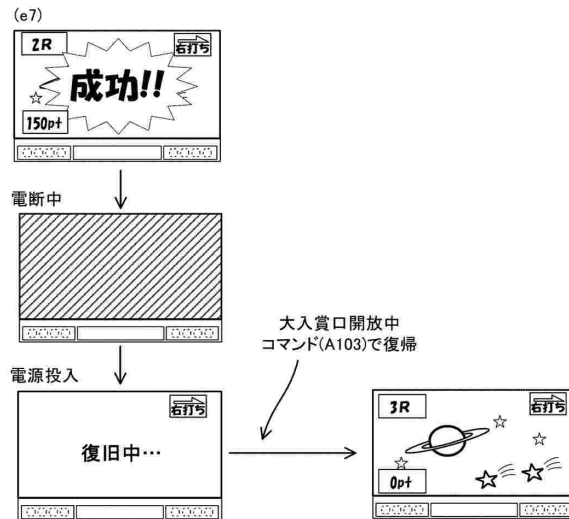 (e7)
2R
右打ち
成功!!
150pt
電断中
大入賞口開放中
コマンド(A103)で復帰
電源投入
右打ち
復旧中…
3R
右打ち
0pt